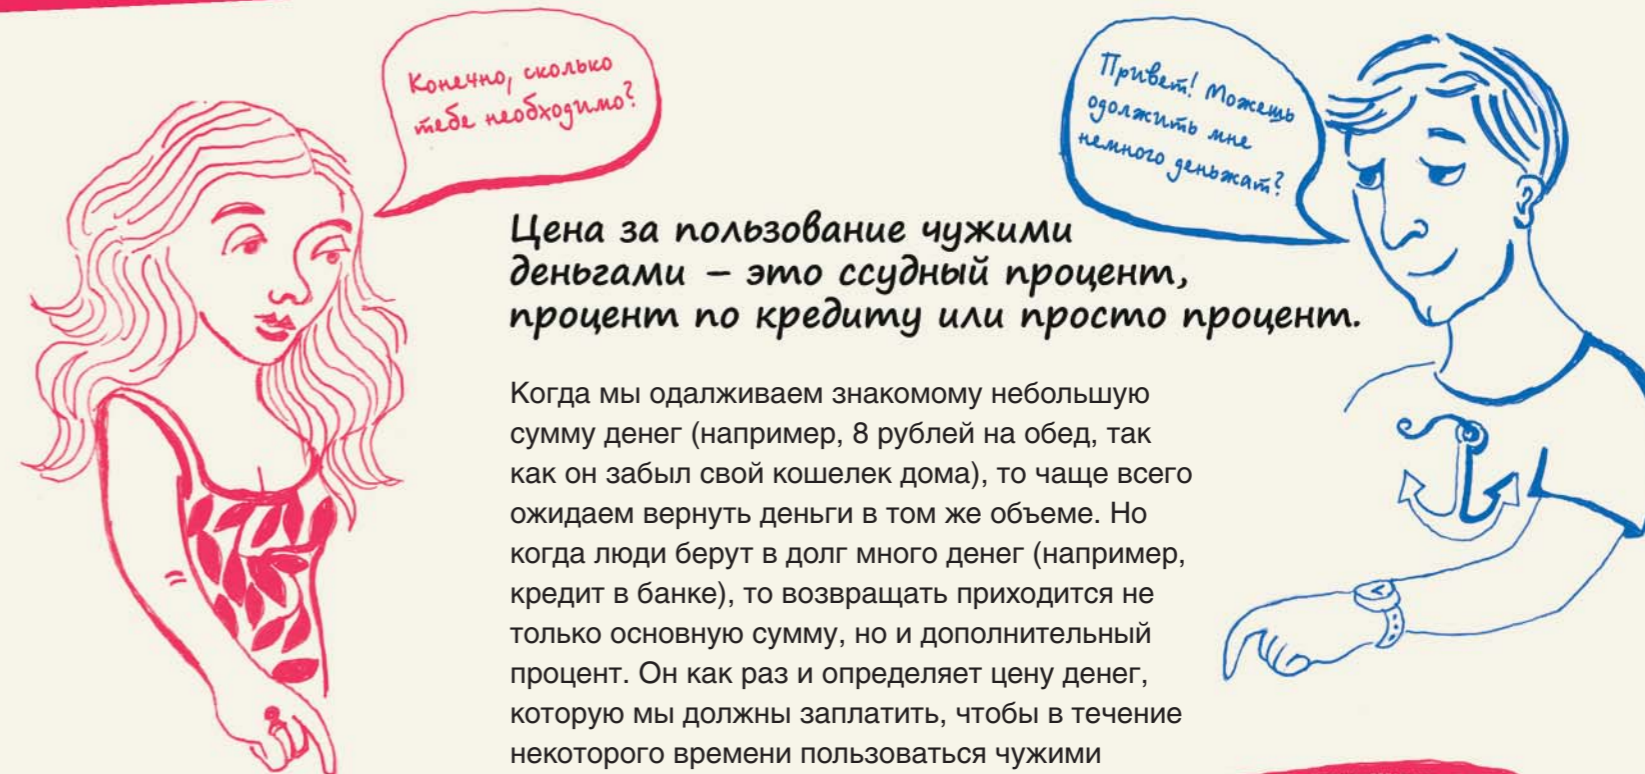 Конечно, сколько
тебе необходимо?
Привет! Можешь
одолжить мне
немного деньжат?
Цена за пользование чужими
деньгами – это ссудный процент,
процент по кредиту или просто процент.
Когда мы одалживаем знакомому небольшую
сумму денег (например, 8 рублей на обед, так
как он забыл свой кошелек дома), то чаще всего
ожидаем вернуть деньги в том же объеме. Но
когда люди берут в долг много денег (например,
кредит в банке), то возвращать приходится не
только основную сумму, но и дополнительный
процент. Он как раз и определяет цену денег,
которую мы должны заплатить, чтобы в течение
некоторого времени пользоваться чужими